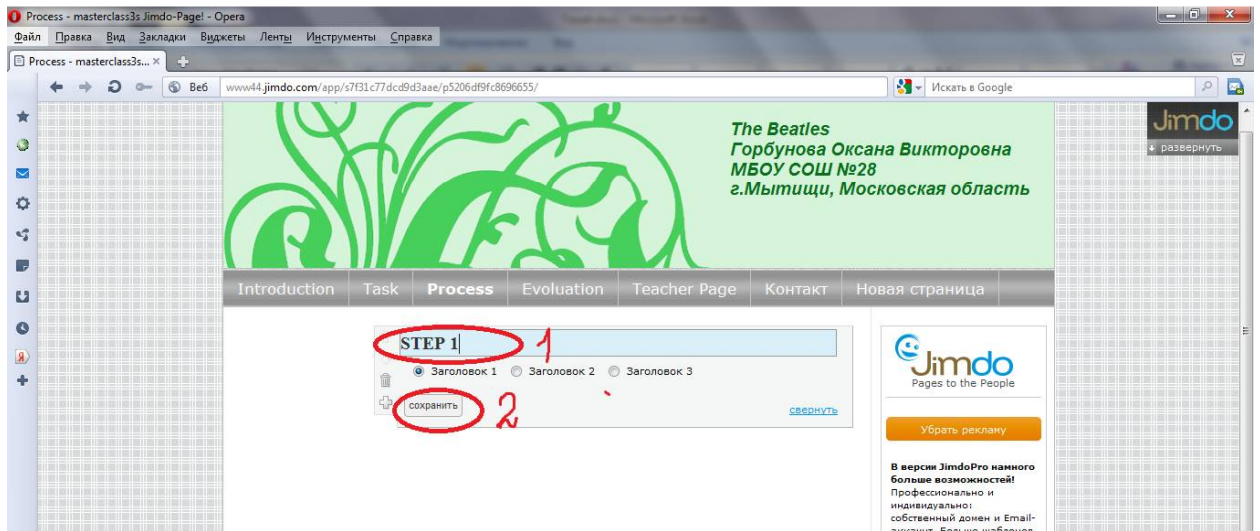 Process - masterclass3s Jimdo-Page! - Opera
Файл Правка Вид Закладки Виджеты Ленты Инструменты Справка
Process - masterclass3s...
Веб www44.jimdo.com/app/s7f31c77dcd9d3aae/p5206df9fc8696655/ Искать в Google
Jimdo
развернуть
The Beatles
Горбунова Оксана Викторовна
МБОУ СОШ №28
г.Мытищи, Московская область
Introduction Task Process Evoluation Teacher Page Контакт Новая страница
STEP 1 1
Заголовок 1 Заголовок 2 Заголовок 3
сохранить 2 свернуть
Jimdo
Pages to the People
Убрать рекламу
В версии JimdoPro намного
больше возможностей!
Профессионально и
индивидуально:
собственный домен и Email-
аккаунт. Больше шаблонов